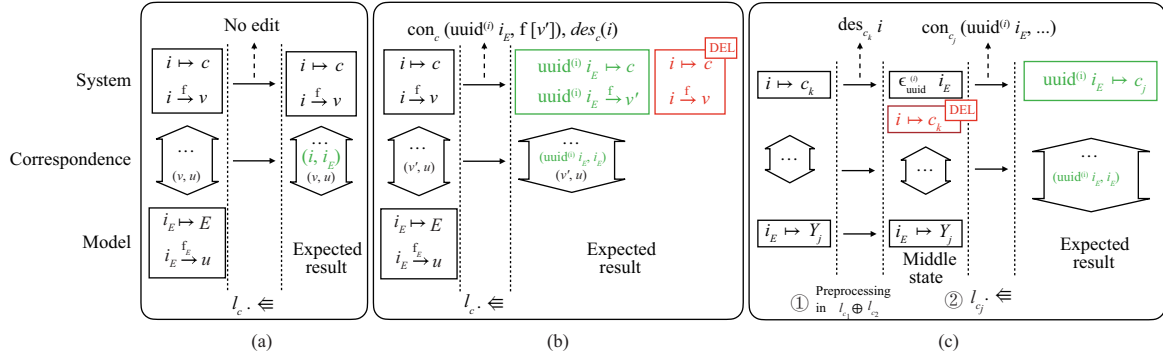 System
Correspondence
Model
No edit
i ↦ c
i →f v
i ↦ c
i →f v
...
(v, u)
...
(i, i_E)
(v, u)
i_E ↦ E
i_E →f_E u
Expected
result
l_c. ⋘
(a)
con_c (uuid^(i) i_E, f [v']), des_c(i)
i ↦ c
i →f v
uuid^(i) i_E ↦ c
uuid^(i) i_E →f v'
DEL
i ↦ c
i →f v
...
(v', u)
...
(uuid^(i) i_E, i_E)
(v', u)
i_E ↦ E
i_E →f_E u
Expected
result
l_c. ⋘
(b)
des_{c_k} i
con_{c_j} (uuid^(i) i_E, ...)
i ↦ c_k
ϵ_uuid^(i) i_E
uuid^(i) i_E ↦ c_j
DEL
i ↦ c_k
...
...
...
(uuid^(i) i_E, i_E)
i_E ↦ Y_j
i_E ↦ Y_j
Middle
state
Expected
result
① Preprocessing
in l_{c_1} ⊕ l_{c_2}
② l_{c_j}. ⋘
(c)